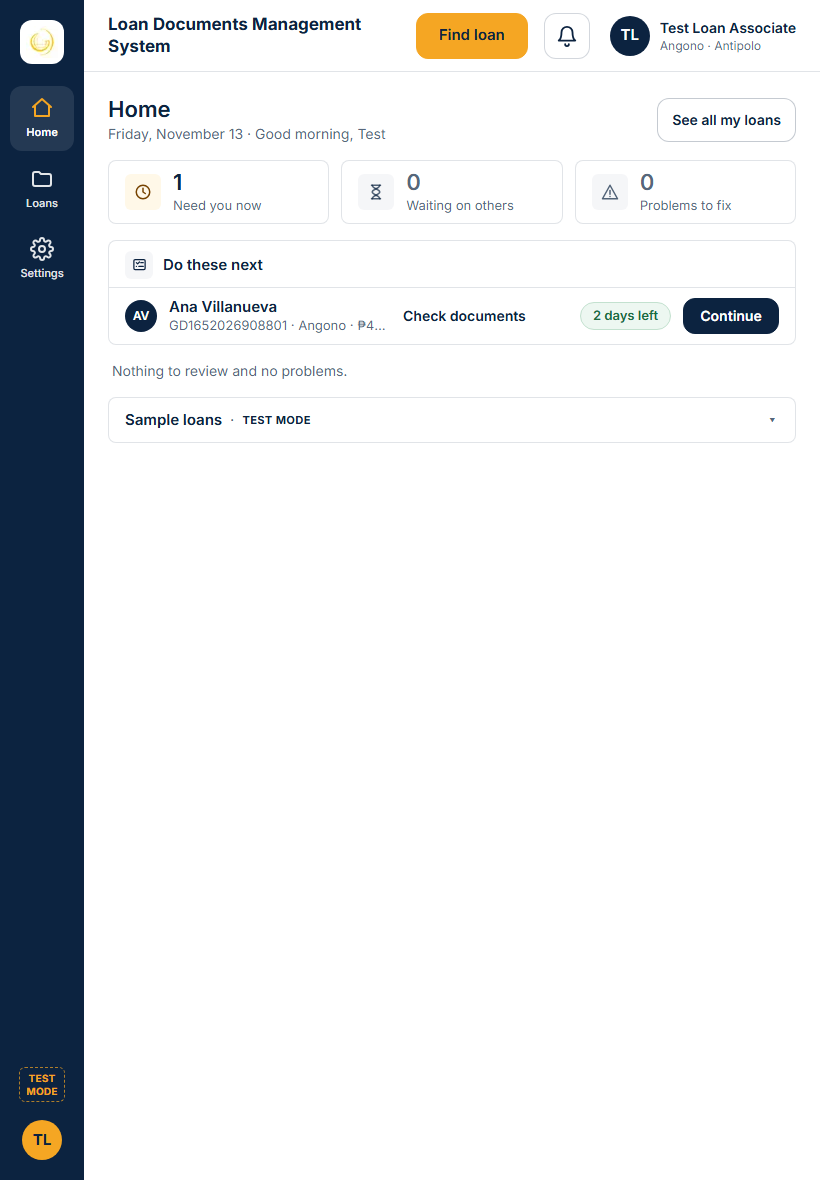 Loan Documents Management
System
Find loan
TL
Test Loan Associate
Angono · Antipolo
Home
Loans
Settings
TEST
MODE
TL
Home
Friday, November 13 · Good morning, Test
See all my loans
1
Need you now
0
Waiting on others
0
Problems to fix
Do these next
AV
Ana Villanueva
GD1652026908801 · Angono · ₱4...
Check documents
2 days left
Continue
Nothing to review and no problems.
Sample loans · TEST MODE